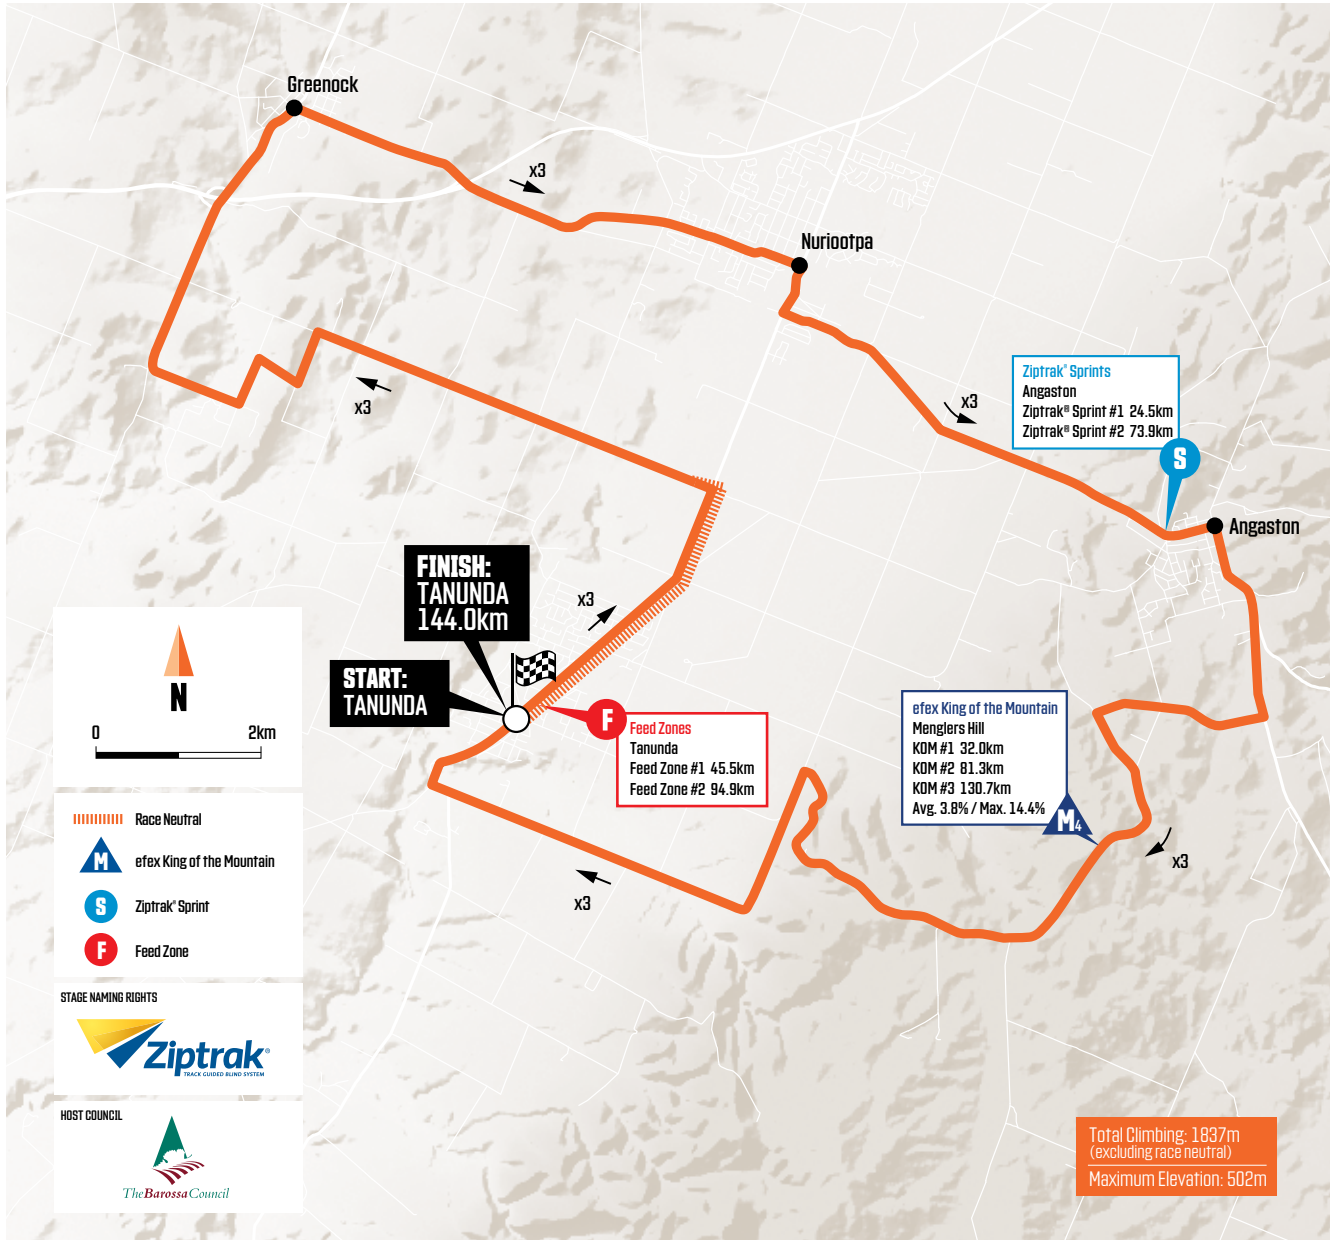 Greenock
x3
Nuriootpa
x3
Ziptrak® Sprints
Angaston
Ziptrak® Sprint #1 24.5km
Ziptrak® Sprint #2 73.9km
S
x3
Angaston
FINISH:
TANUNDA
144.0km
x3
START:
TANUNDA
F
Feed Zones
Tanunda
Feed Zone #1 45.5km
Feed Zone #2 94.9km
efex King of the Mountain
Menglers Hill
KOM #1 32.0km
KOM #2 81.3km
KOM #3 130.7km
Avg. 3.8% / Max. 14.4%
M4
x3
x3
N
0 2km
Race Neutral
M efex King of the Mountain
S Ziptrak® Sprint
F Feed Zone
STAGE NAMING RIGHTS
Ziptrak®
TRACK GUIDED BLIND SYSTEM
HOST COUNCIL
The Barossa Council
Total Climbing: 1837m
(excluding race neutral)
Maximum Elevation: 502m